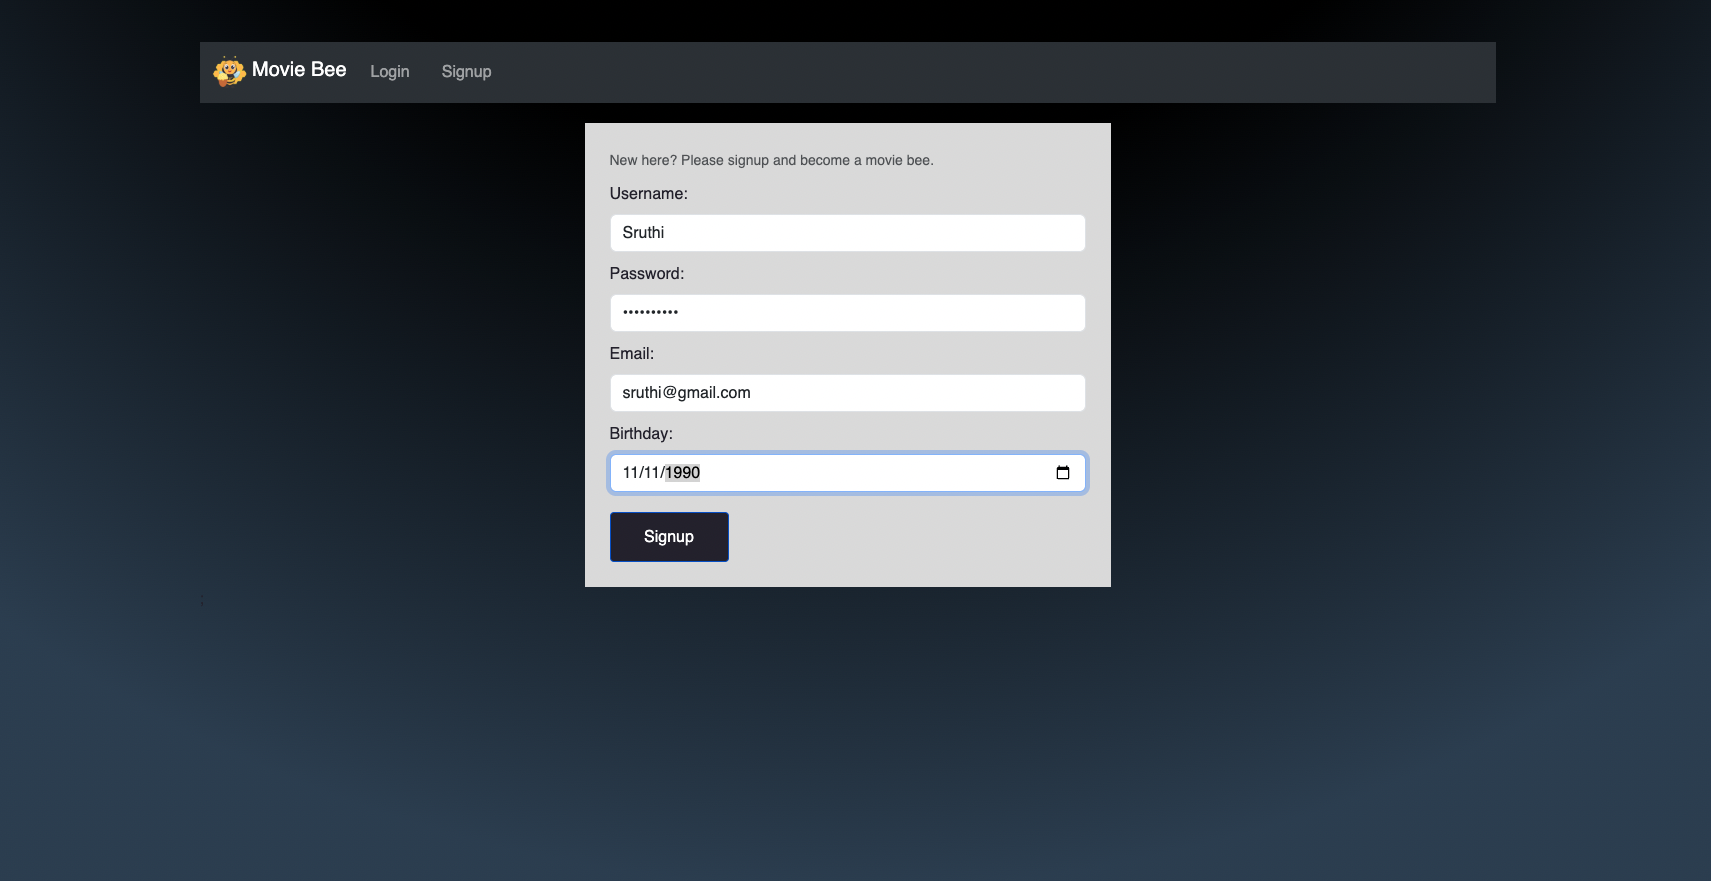 Movie Bee Login Signup
New here? Please signup and become a movie bee.
Username:
Sruthi
Password:
••••••••••
Email:
sruthi@gmail.com
Birthday:
11/11/1990
Signup
;